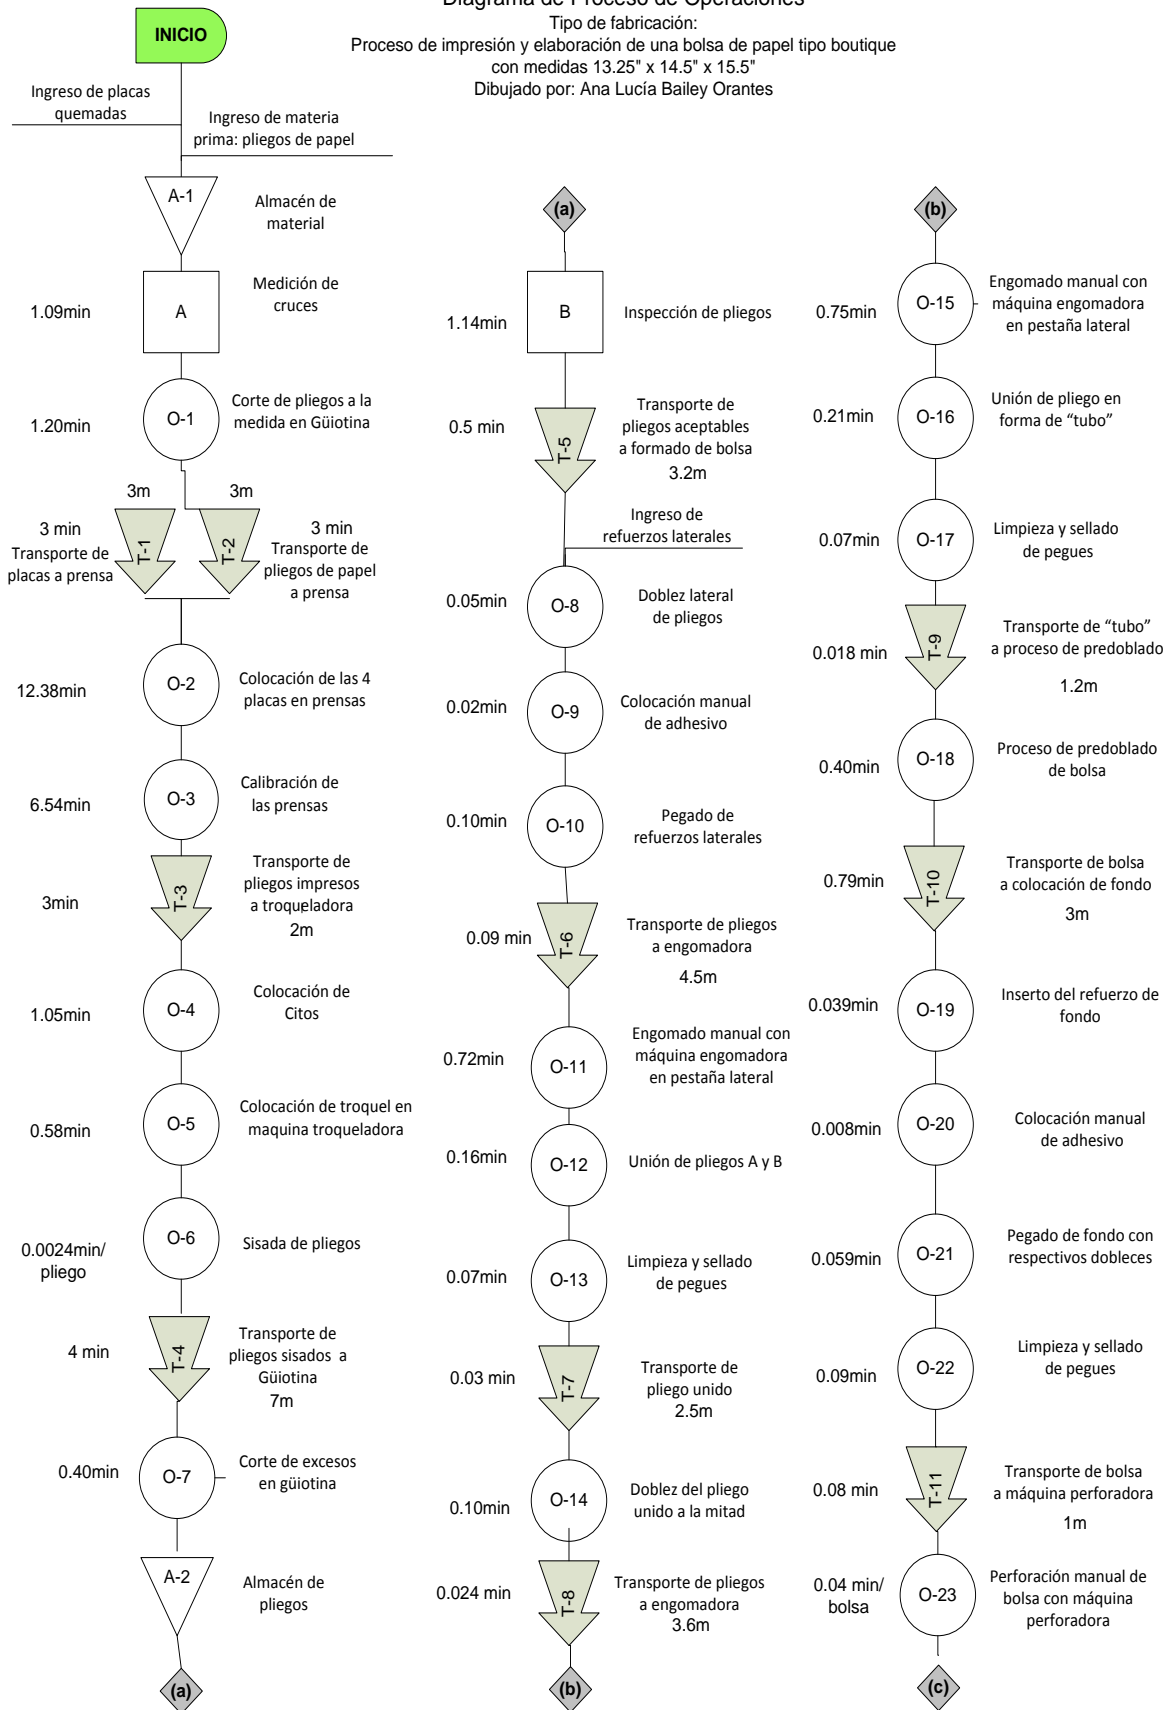 Diagrama de Proceso de Operaciones
Tipo de fabricación:
Proceso de impresión y elaboración de una bolsa de papel tipo boutique
con medidas 13.25" x 14.5" x 15.5"
Dibujado por: Ana Lucía Bailey Orantes
INICIO
Ingreso de placas
quemadas
Ingreso de materia
prima: pliegos de papel
A-1
Almacén de
material
1.09min
A
Medición de
cruces
1.20min
O-1
Corte de pliegos a la
medida en Güiotina
3m
3m
3 min
Transporte de
placas a prensa
T-1
T-2
3 min
Transporte de
pliegos de papel
a prensa
12.38min
O-2
Colocación de las 4
placas en prensas
6.54min
O-3
Calibración de
las prensas
3min
T-3
Transporte de
pliegos impresos
a troqueladora
2m
1.05min
O-4
Colocación de
Citos
0.58min
O-5
Colocación de troquel en
maquina troqueladora
0.0024min/
pliego
O-6
Sisada de pliegos
4 min
T-4
Transporte de
pliegos sisados a
Güiotina
7m
0.40min
O-7
Corte de excesos
en güiotina
A-2
Almacén de
pliegos
(a)
(a)
1.14min
B
Inspección de pliegos
0.5 min
T-5
Transporte de
pliegos aceptables
a formado de bolsa
3.2m
Ingreso de
refuerzos laterales
0.05min
O-8
Doblez lateral
de pliegos
0.02min
O-9
Colocación manual
de adhesivo
0.10min
O-10
Pegado de
refuerzos laterales
0.09 min
T-6
Transporte de pliegos
a engomadora
4.5m
0.72min
O-11
Engomado manual con
máquina engomadora
en pestaña lateral
0.16min
O-12
Unión de pliegos A y B
0.07min
O-13
Limpieza y sellado
de pegues
0.03 min
T-7
Transporte de
pliego unido
2.5m
0.10min
O-14
Doblez del pliego
unido a la mitad
0.024 min
T-8
Transporte de pliegos
a engomadora
3.6m
(b)
(b)
0.75min
O-15
Engomado manual con
máquina engomadora
en pestaña lateral
0.21min
O-16
Unión de pliego en
forma de “tubo”
0.07min
O-17
Limpieza y sellado
de pegues
0.018 min
T-9
Transporte de “tubo”
a proceso de predoblado
1.2m
0.40min
O-18
Proceso de predoblado
de bolsa
0.79min
T-10
Transporte de bolsa
a colocación de fondo
3m
0.039min
O-19
Inserto del refuerzo de
fondo
0.008min
O-20
Colocación manual
de adhesivo
0.059min
O-21
Pegado de fondo con
respectivos dobleces
0.09min
O-22
Limpieza y sellado
de pegues
0.08 min
T-11
Transporte de bolsa
a máquina perforadora
1m
0.04 min/
bolsa
O-23
Perforación manual de
bolsa con máquina
perforadora
(c)